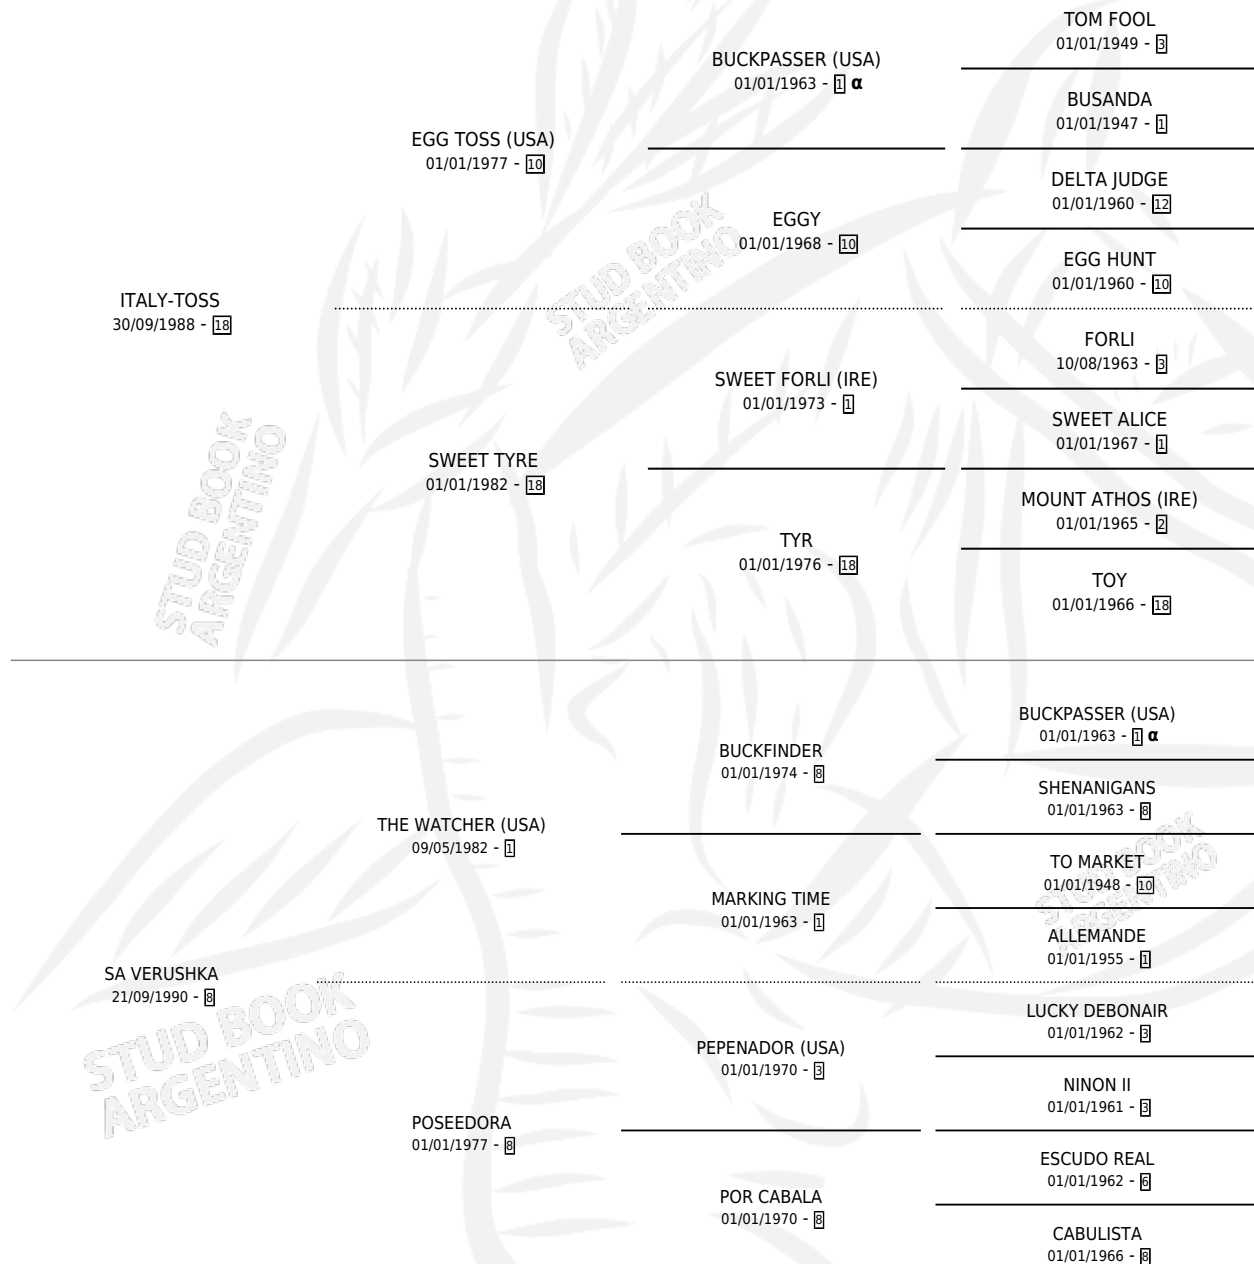 TOM FOOL
01/01/1949 - 3
BUCKPASSER (USA)
01/01/1963 - 1 α
BUSANDA
01/01/1947 - 1
EGG TOSS (USA)
01/01/1977 - 10
DELTA JUDGE
01/01/1960 - 12
EGGY
01/01/1968 - 10
EGG HUNT
01/01/1960 - 10
ITALY-TOSS
30/09/1988 - 18
FORLI
10/08/1963 - 3
SWEET FORLI (IRE)
01/01/1973 - 1
SWEET ALICE
01/01/1967 - 1
SWEET TYRE
01/01/1982 - 18
MOUNT ATHOS (IRE)
01/01/1965 - 2
TYR
01/01/1976 - 18
TOY
01/01/1966 - 18
BUCKPASSER (USA)
01/01/1963 - 1 α
BUCKFINDER
01/01/1974 - 8
SHENANIGANS
01/01/1963 - 8
THE WATCHER (USA)
09/05/1982 - 1
TO MARKET
01/01/1948 - 10
MARKING TIME
01/01/1963 - 1
ALLEMANDE
01/01/1955 - 1
SA VERUSHKA
21/09/1990 - 8
LUCKY DEBONAIR
01/01/1962 - 3
PEPENADOR (USA)
01/01/1970 - 3
NINON II
01/01/1961 - 3
POSEEDORA
01/01/1977 - 8
ESCUDO REAL
01/01/1962 - 6
POR CABALA
01/01/1970 - 8
CABULISTA
01/01/1966 - 8
STUD BOOK
ARGENTINO
STUD BOOK
ARGENTINO
STUD BOOK
ARGENTINO
STUD BOOK
ARGENTINO